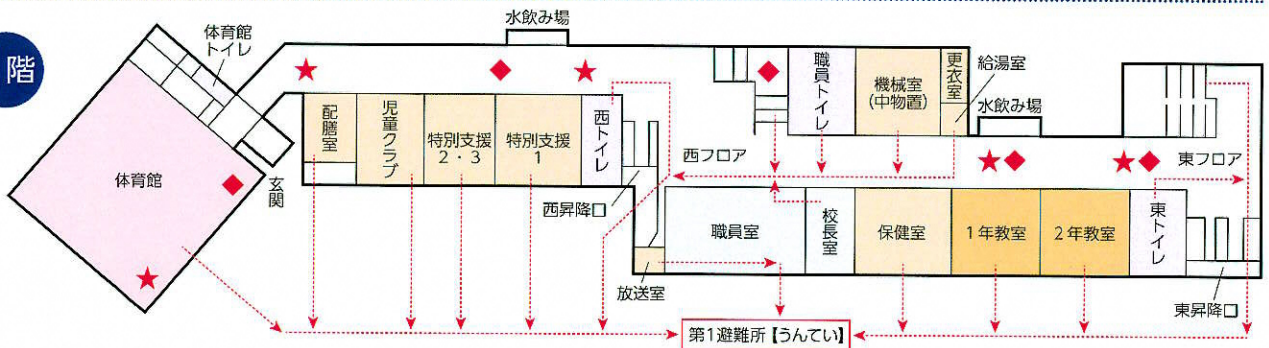 階
体育館
トイレ
水飲み場
職員トイレ
機械室
(中物置)
更衣室
給湯室
水飲み場
配膳室
児童クラブ
特別支援
2・3
特別支援
1
西トイレ
西フロア
東フロア
体育館
玄関
西昇降口
職員室
校長室
保健室
1年教室
2年教室
東トイレ
放送室
東昇降口
第1避難所【うんてい】